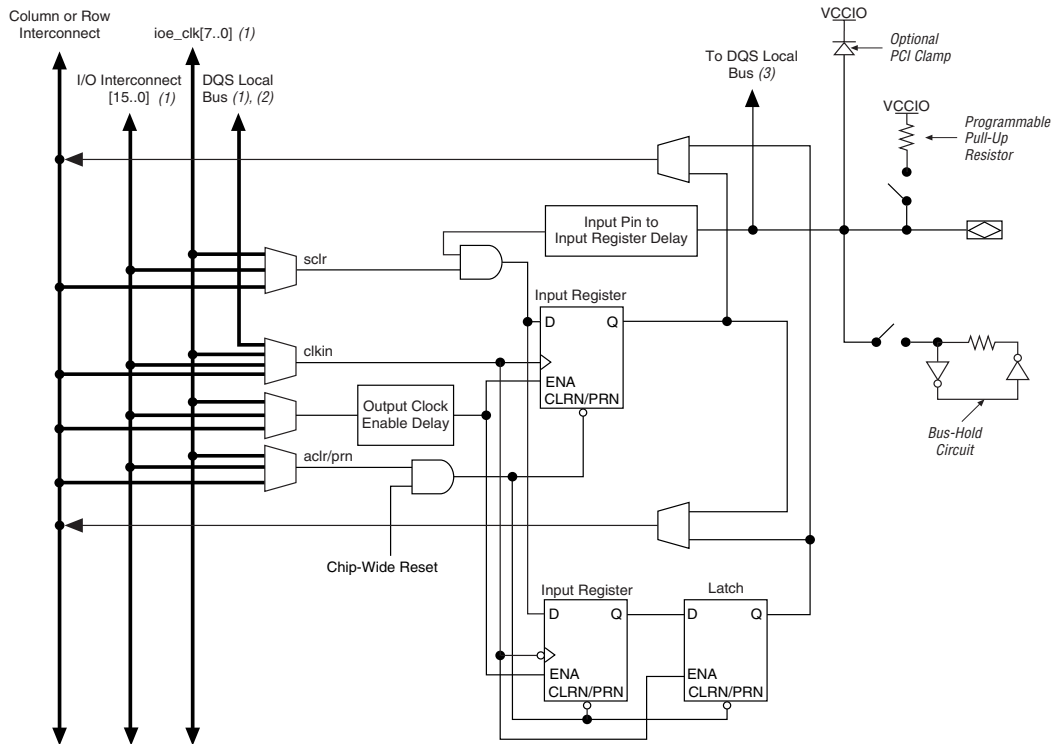 Column or Row
Interconnect
ioe_clk[7..0] (1)
I/O Interconnect
[15..0] (1)
DQS Local
Bus (1), (2)
To DQS Local
Bus (3)
VCCIO
Optional
PCI Clamp
VCCIO
Programmable
Pull-Up
Resistor
Input Pin to
Input Register Delay
sclr
Input Register
D
Q
clkin
ENA
CLRN/PRN
Output Clock
Enable Delay
aclr/prn
Bus-Hold
Circuit
Chip-Wide Reset
Input Register
Latch
D
Q
D
Q
ENA
CLRN/PRN
ENA
CLRN/PRN